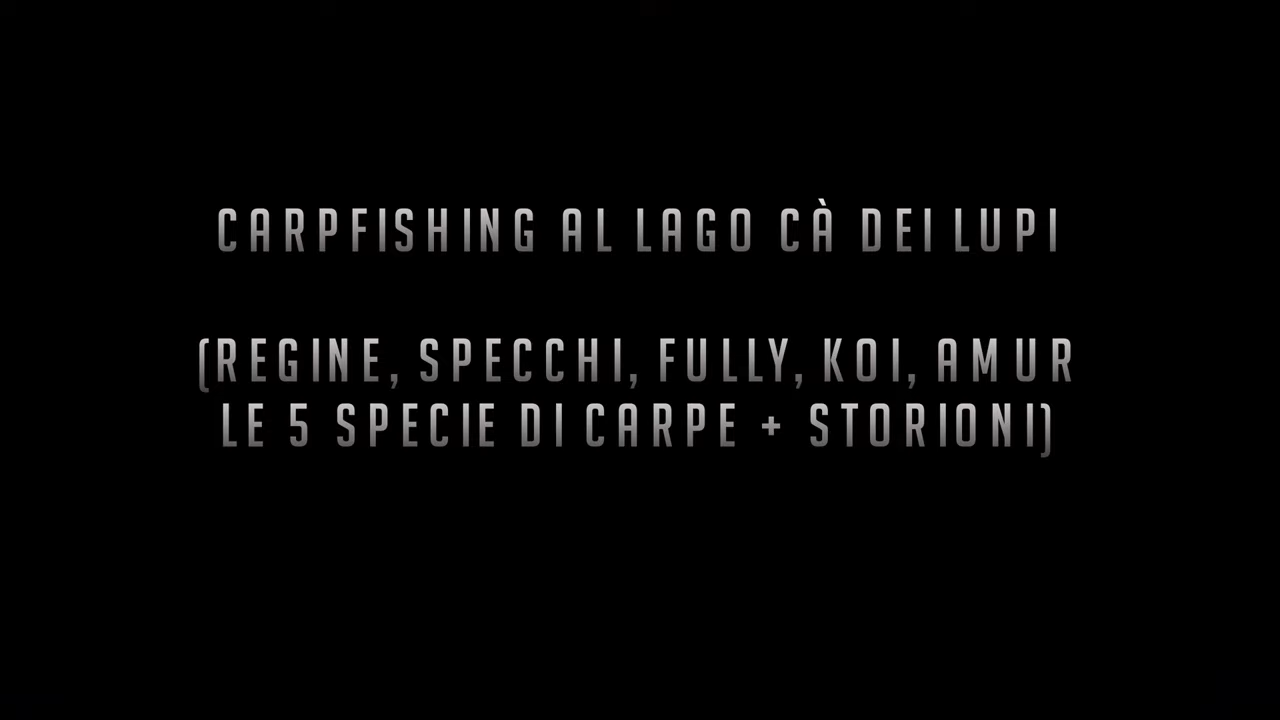 CARPFISHING AL LAGO CÀ DEI LUPI
(REGINE, SPECCHI, FULLY, KOI, AMUR
LE 5 SPECIE DI CARPE + STORIONI)